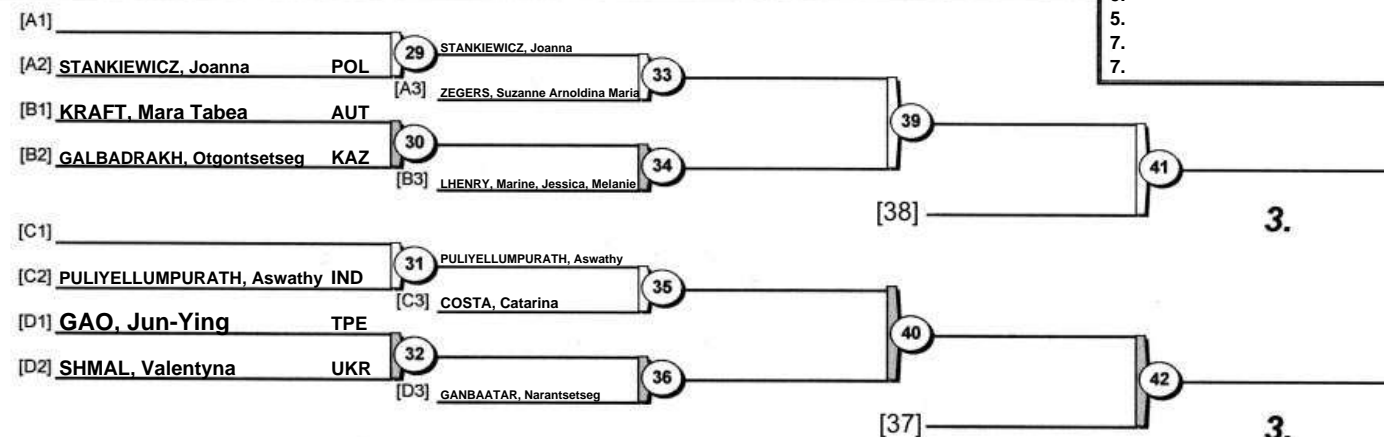 5.
7.
7.
[A1]
[A2] STANKIEWICZ, Joanna POL
29
STANKIEWICZ, Joanna
[A3] ZEGERS, Suzanne Arnoldina Maria
33
[B1] KRAFT, Mara Tabea AUT
[B2] GALBADRAKH, Otgontsetseg KAZ
30
[B3] LHENRY, Marine, Jessica, Melanie
34
39
[38]
41
3.
[C1]
[C2] PULIYELLUMPURATH, Aswathy IND
31
PULIYELLUMPURATH, Aswathy
[C3] COSTA, Catarina
35
[D1] GAO, Jun-Ying TPE
[D2] SHMAL, Valentyna UKR
32
[D3] GANBAATAR, Narantsetseg
36
40
[37]
42
3.